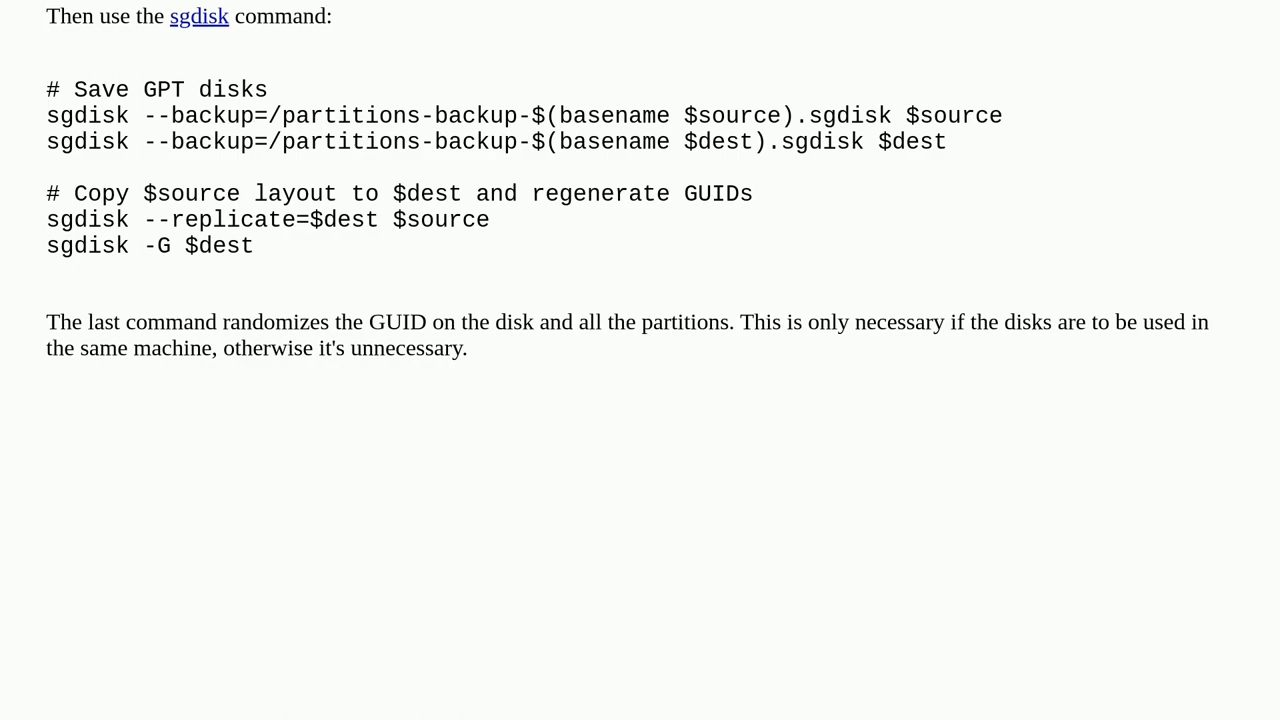 Then use the sgdisk command:
# Save GPT disks
sgdisk --backup=/partitions-backup-$(basename $source).sgdisk $source
sgdisk --backup=/partitions-backup-$(basename $dest).sgdisk $dest
# Copy $source layout to $dest and regenerate GUIDs
sgdisk --replicate=$dest $source
sgdisk -G $dest
The last command randomizes the GUID on the disk and all the partitions. This is only necessary if the disks are to be used in
the same machine, otherwise it's unnecessary.